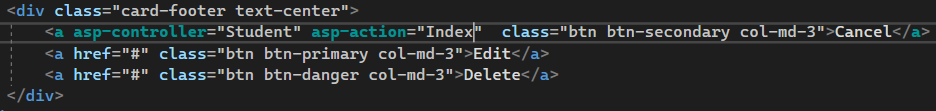 <div class="card-footer text-center">
<a asp-controller="Student" asp-action="Index"  class="btn btn-secondary col-md-3">Cancel</a>
<a href="#" class="btn btn-primary col-md-3">Edit</a>
<a href="#" class="btn btn-danger col-md-3">Delete</a>
</div>